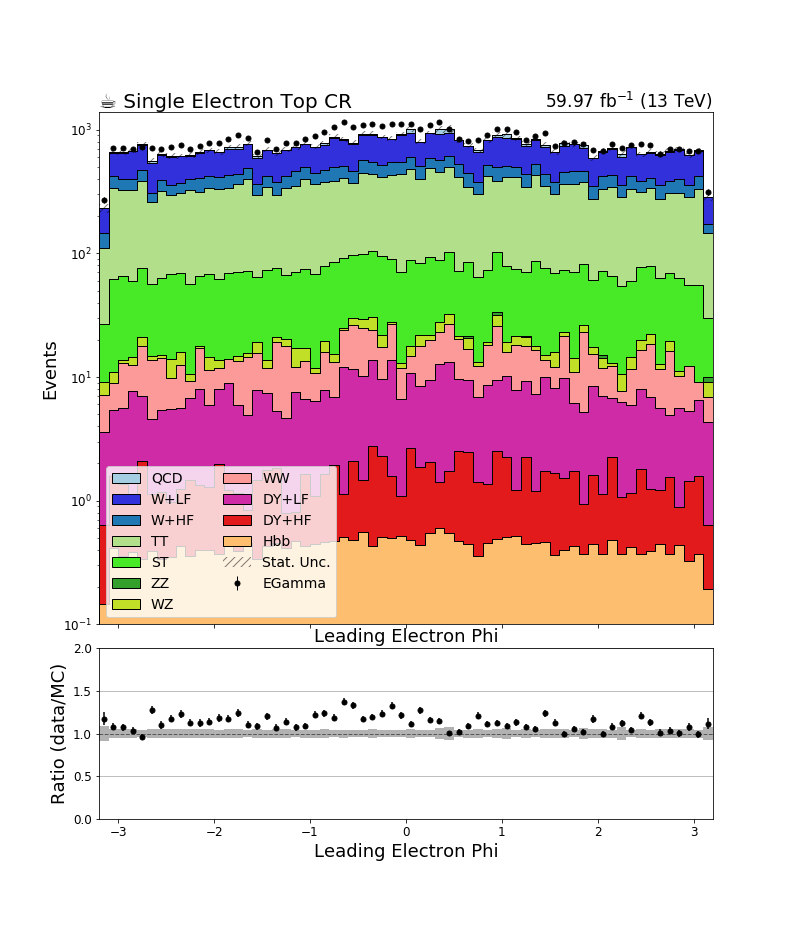 ☕ Single Electron Top CR
59.97 fb⁻¹ (13 TeV)
Events
10³
10²
10¹
10⁰
10⁻¹
QCD
W+LF
W+HF
TT
ST
ZZ
WZ
WW
DY+LF
DY+HF
Hbb
Stat. Unc.
EGamma
Leading Electron Phi
Ratio (data/MC)
2.0
1.5
1.0
0.5
0.0
−3 −2 −1 0 1 2 3
Leading Electron Phi